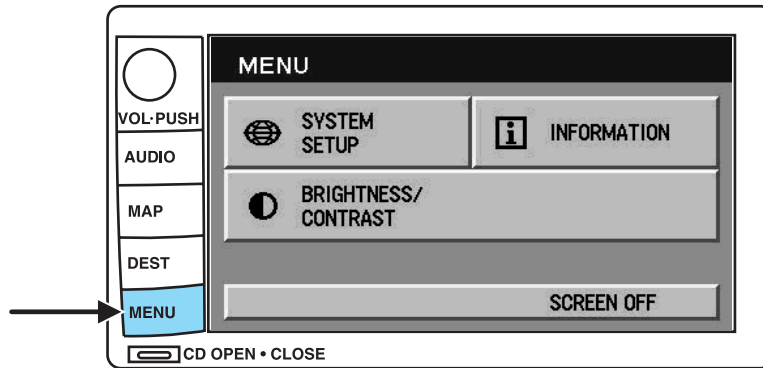 MENU
VOL·PUSH
AUDIO
MAP
DEST
MENU
SYSTEM
SETUP
i INFORMATION
BRIGHTNESS/
CONTRAST
SCREEN OFF
CD OPEN • CLOSE